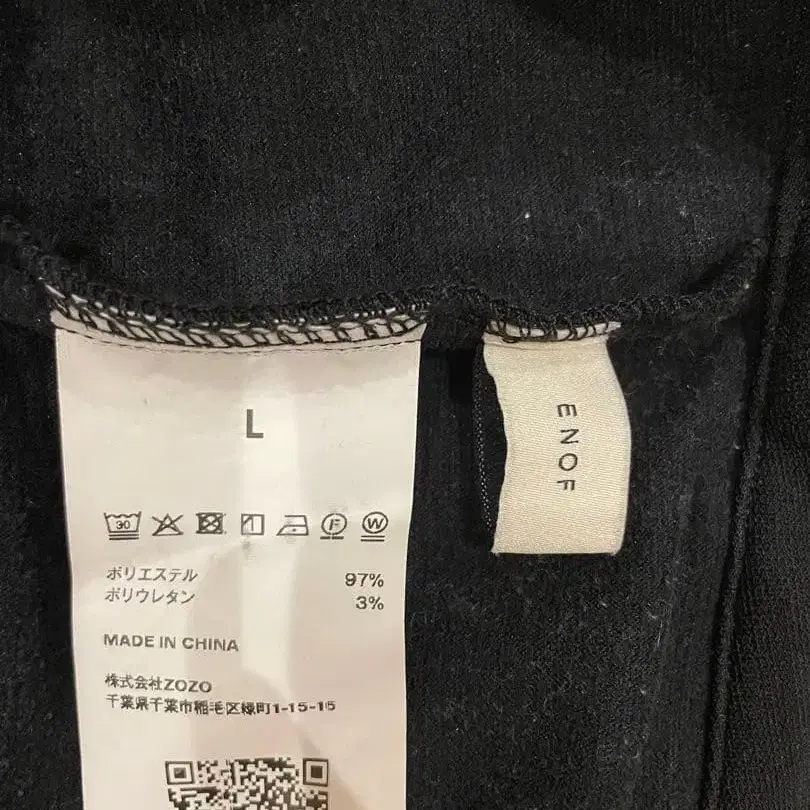 L
30
F W
ポリエステル 97%
ポリウレタン 3%
MADE IN CHINA
株式会社ZOZO
千葉県千葉市稲毛区緑町1-15-16
ENOF